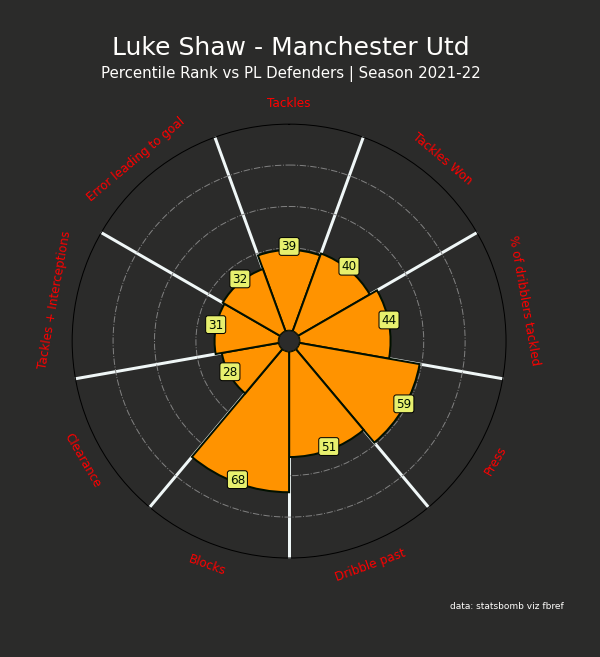 Luke Shaw - Manchester Utd
Percentile Rank vs PL Defenders | Season 2021-22
Tackles
Tackles Won
% of dribblers tackled
Press
Dribble past
Blocks
Clearance
Tackles + Interceptions
Error leading to goal
39
40
44
59
51
68
28
31
32
data: statsbomb viz fbref